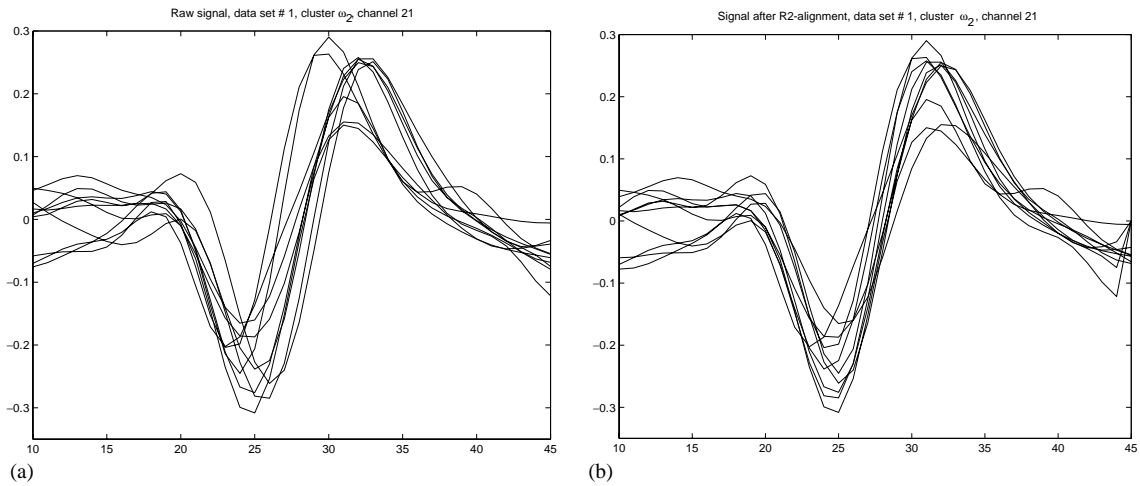 Raw signal, data set # 1, cluster ω2, channel 21
0.3
0.2
0.1
0
−0.1
−0.2
−0.3
10 15 20 25 30 35 40 45
(a)
Signal after R2-alignment, data set # 1, cluster ω2, channel 21
0.3
0.2
0.1
0
−0.1
−0.2
−0.3
10 15 20 25 30 35 40 45
(b)